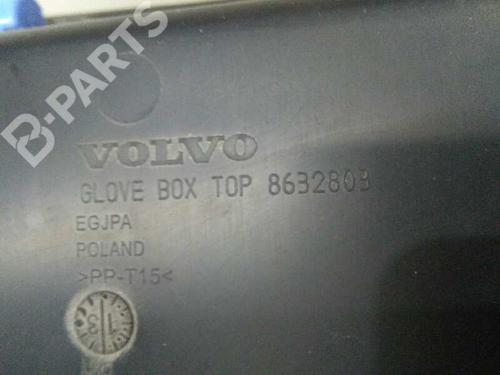 B-PARTS
VOLVO
GLOVE BOX TOP 8632803
EGJPA
POLAND
>PP-T15<